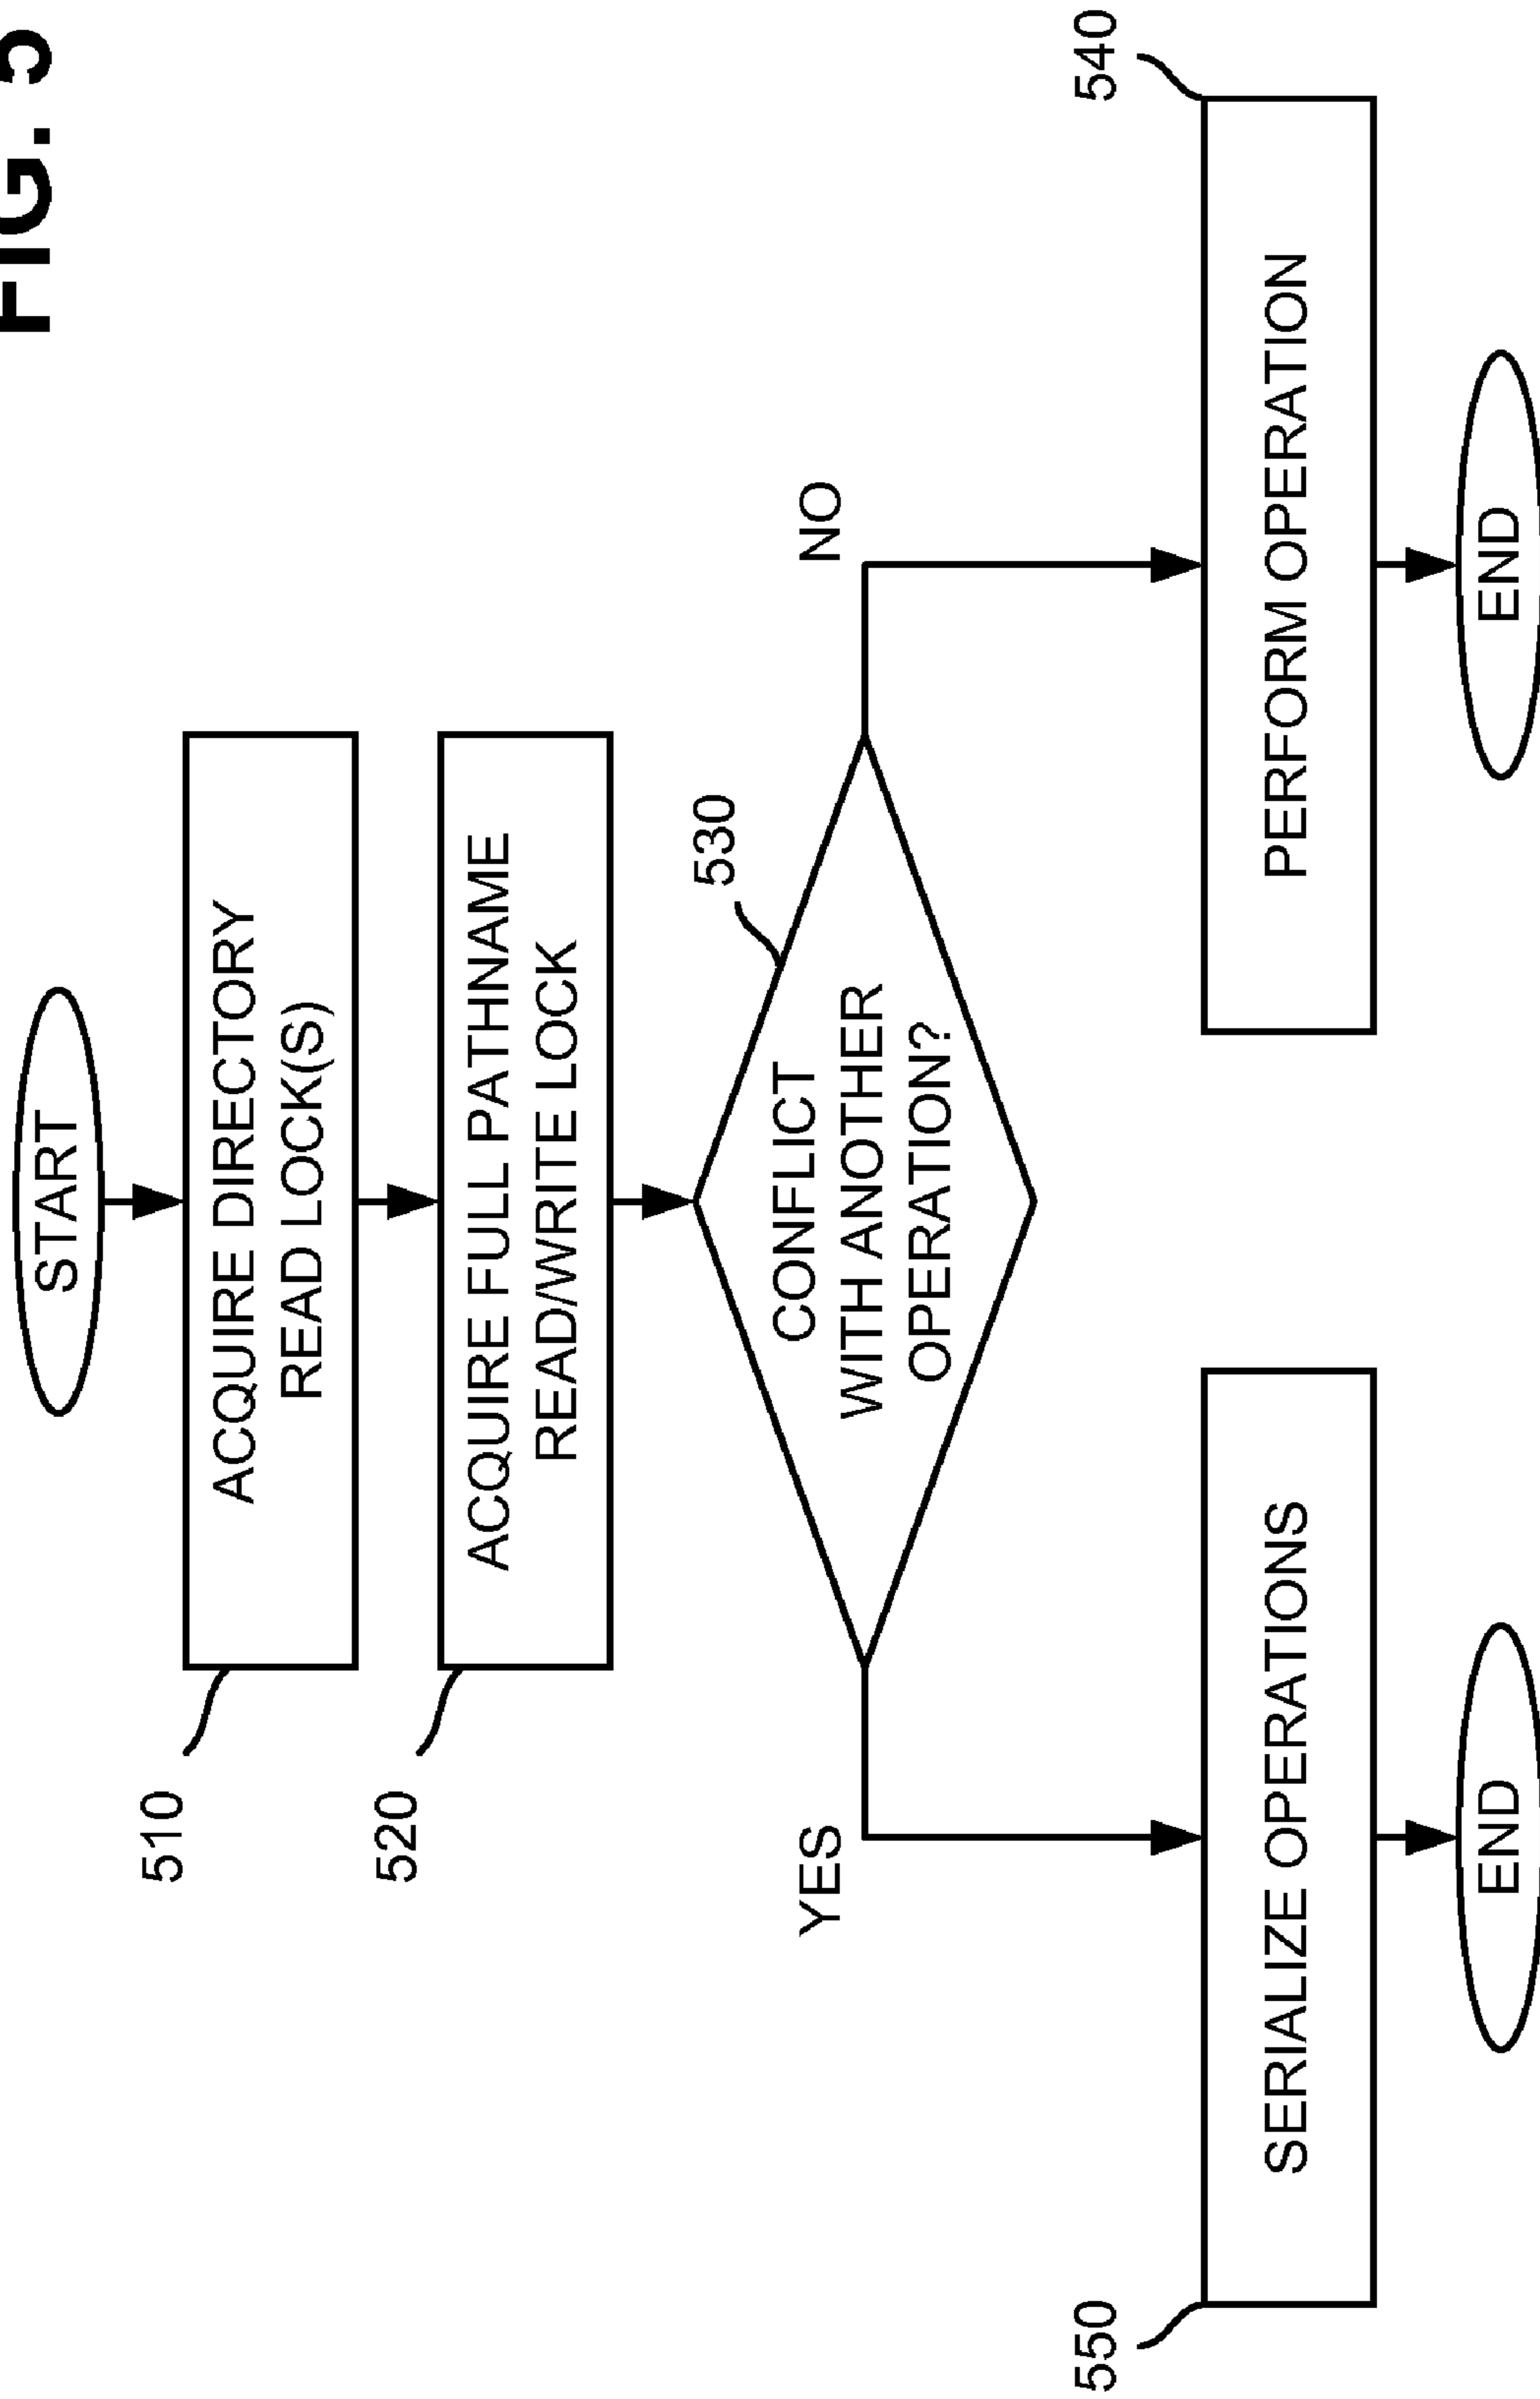 FIG. 5
START
510
ACQUIRE DIRECTORY
READ LOCK(S)
520
ACQUIRE FULL PATHNAME
READ/WRITE LOCK
530
CONFLICT
WITH ANOTHER
OPERATION?
YES
NO
550
SERIALIZE OPERATIONS
540
PERFORM OPERATION
END
END